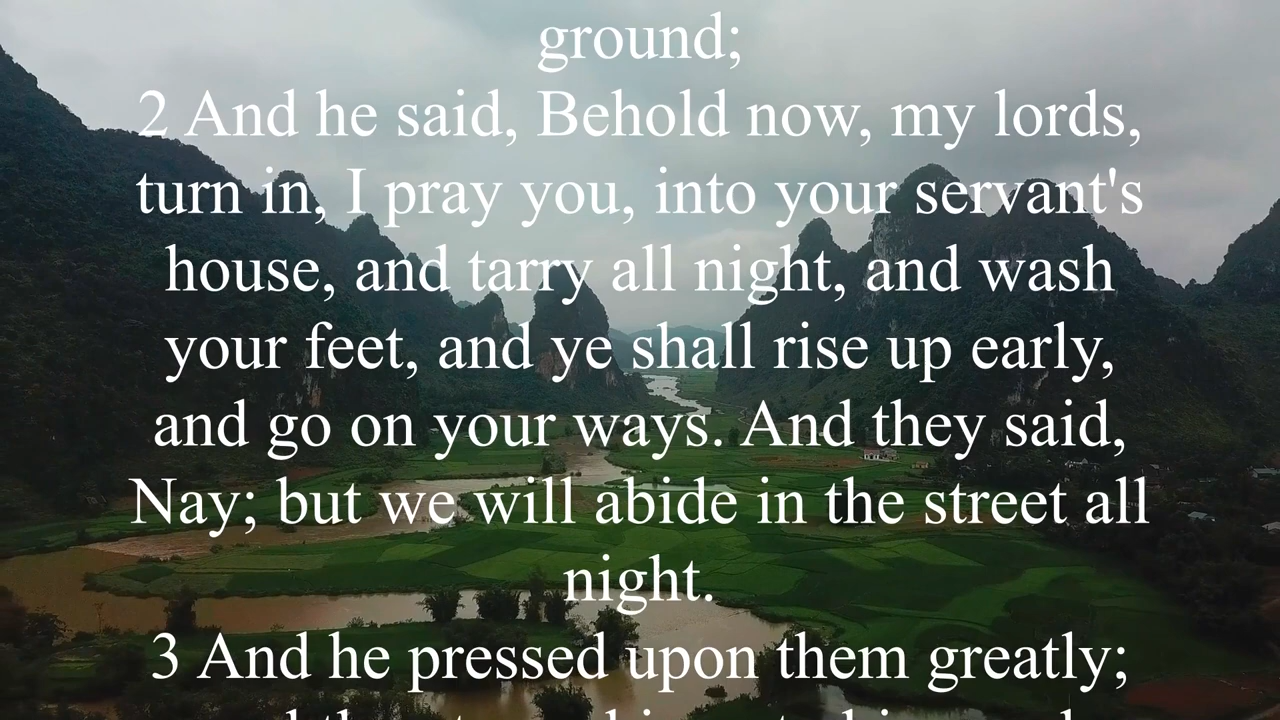 ground;
2 And he said, Behold now, my lords,
turn in, I pray you, into your servant's
house, and tarry all night, and wash
your feet, and ye shall rise up early,
and go on your ways. And they said,
Nay; but we will abide in the street all
night.
3 And he pressed upon them greatly;